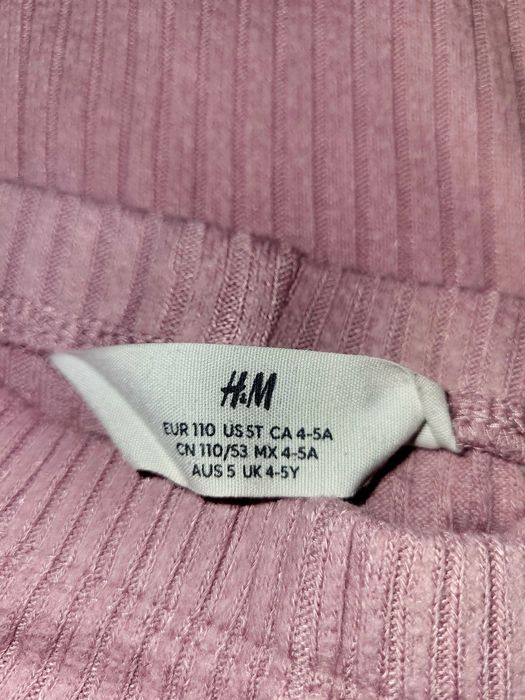 H&M
EUR 110 US 5T CA 4-5A
CN 110/53 MX 4-5A
AUS 5 UK 4-5Y